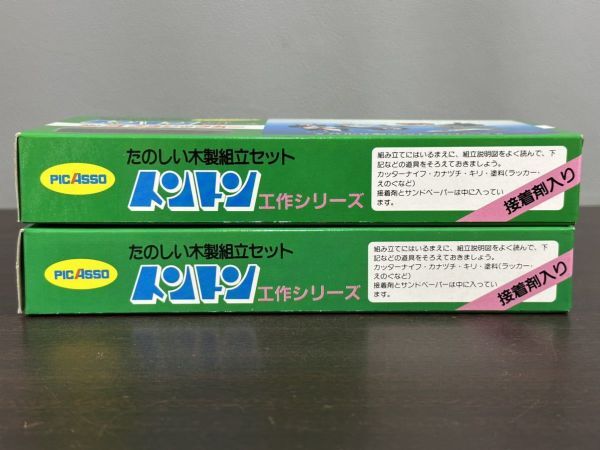 PICASSO
たのしい木製組立セット
トントン
工作シリーズ
組み立てにはいるまえに、組立説明図をよく読んで、下
記などの道具をそろえておきましょう。
カッターナイフ・カナヅチ・キリ・塗料(ラッカー・
えのぐなど)
接着剤とサンドペーパーは中に入ってい
ます。
接着剤入り
PICASSO
たのしい木製組立セット
トントン
工作シリーズ
組み立てにはいるまえに、組立説明図をよく読んで、下
記などの道具をそろえておきましょう。
カッターナイフ・カナヅチ・キリ・塗料(ラッカー・
えのぐなど)
接着剤とサンドペーパーは中に入ってい
ます。
接着剤入り